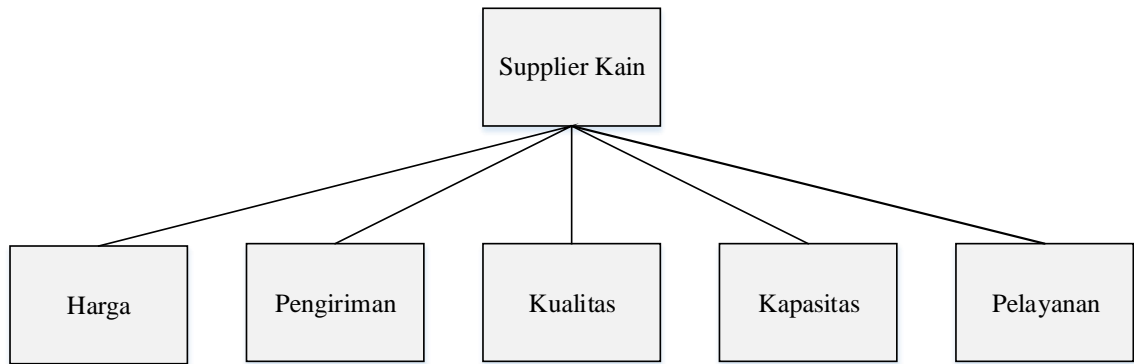 Supplier Kain
Harga
Pengiriman
Kualitas
Kapasitas
Pelayanan